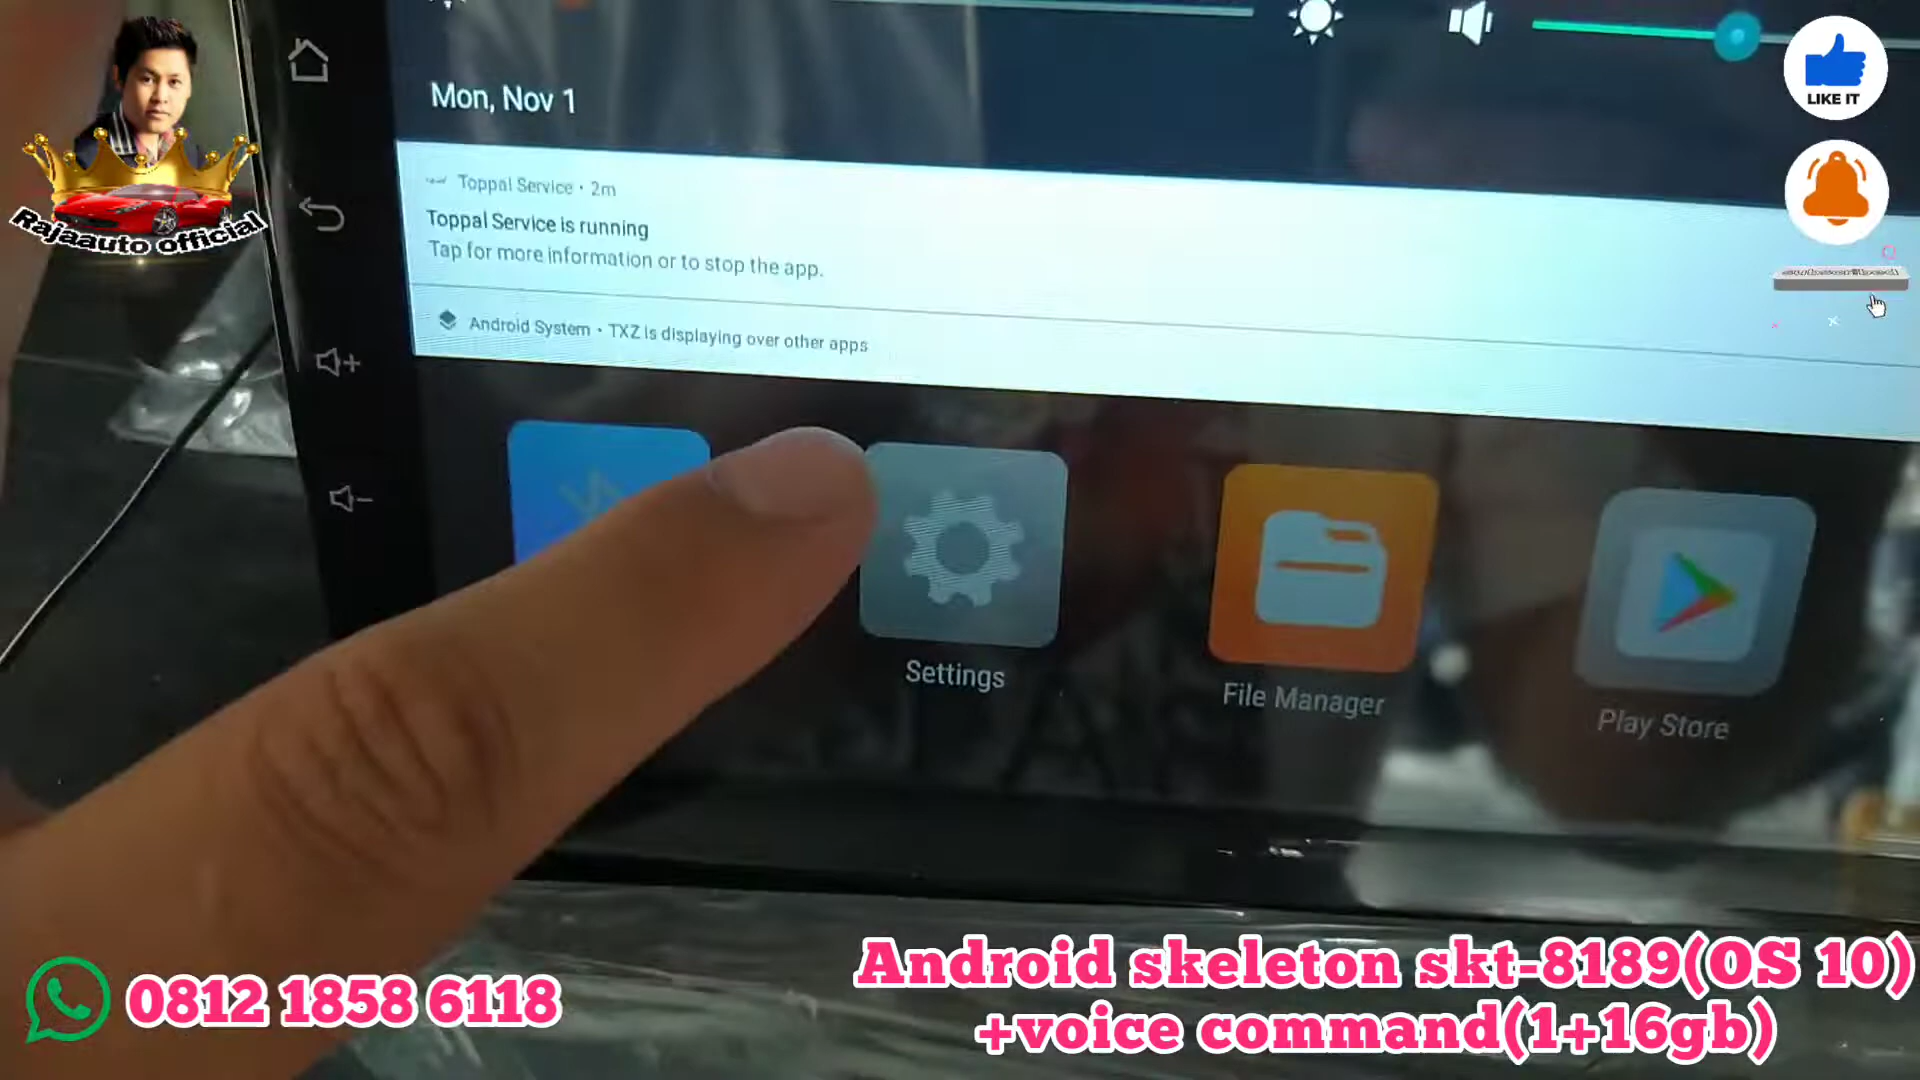 Mon, Nov 1
LIKE IT
Toppal Service • 2m
Toppal Service is running
Tap for more information or to stop the app.
Android System • TXZ is displaying over other apps
Rajaauto official
Settings
File Manager
Play Store
0812 1858 6118
Android skeleton skt-8189(OS 10)
+voice command(1+16gb)